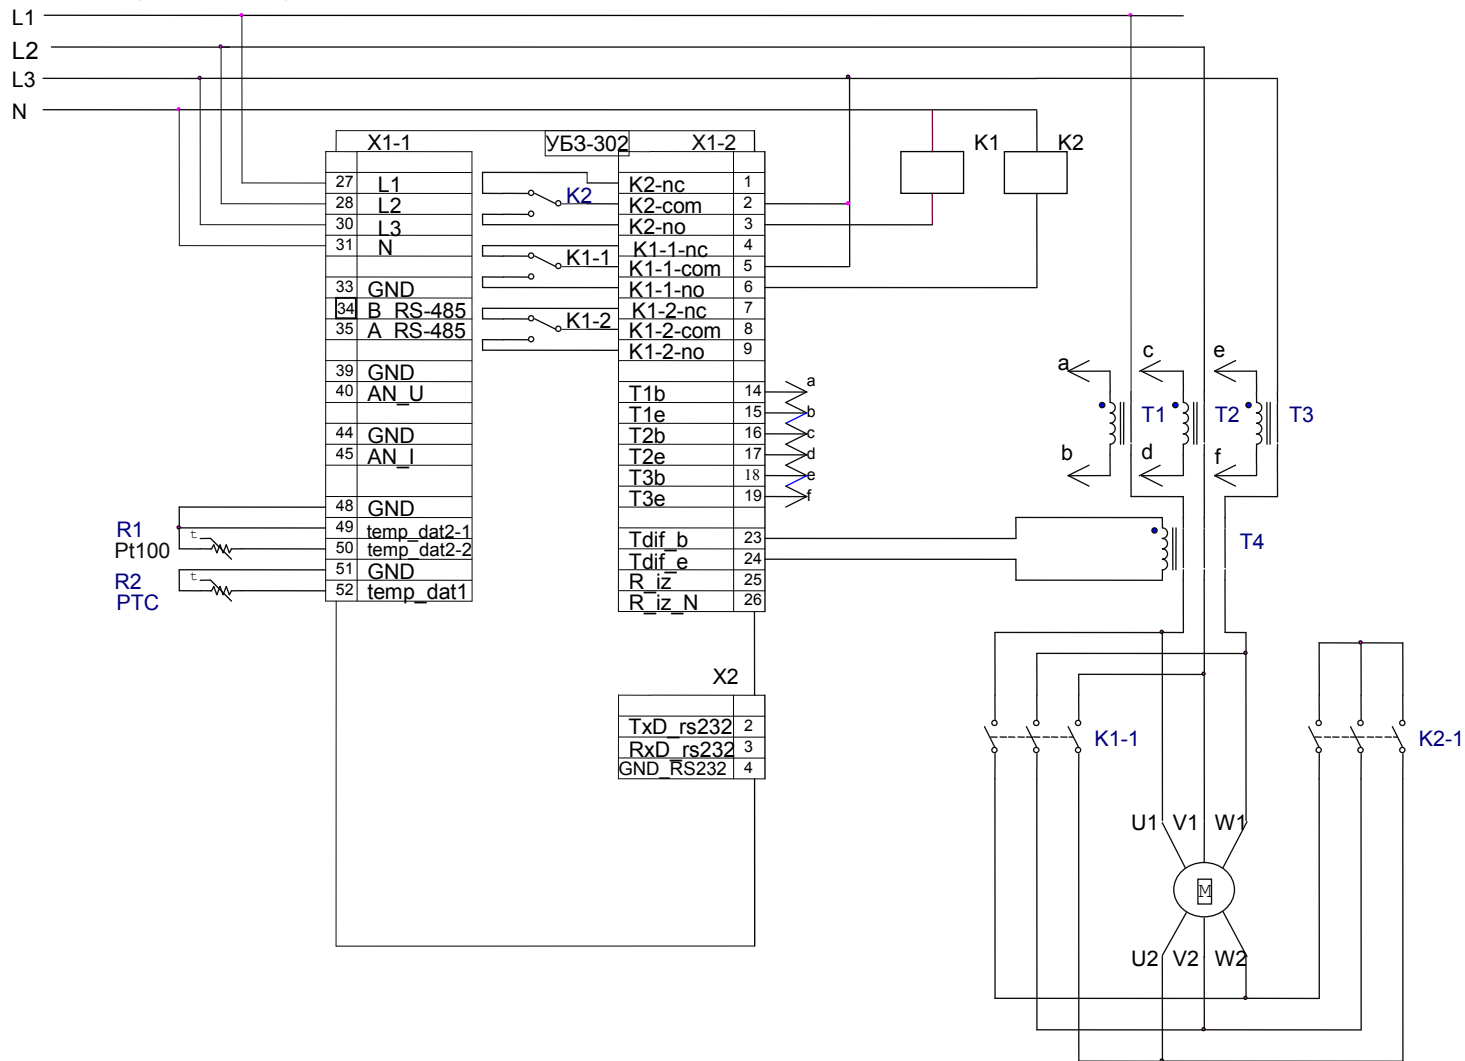 L1
L2
L3
N
X1-1
УБЗ-302
X1-2
K1
K2
27 L1
28 L2
30 L3
31 N
33 GND
34 B RS-485
35 A RS-485
39 GND
40 AN_U
44 GND
45 AN_I
48 GND
49 temp_dat2-1
50 temp_dat2-2
51 GND
52 temp_dat1
R1
Pt100
t
R2
PTC
t
K2
K1-1
K1-2
K2-nc 1
K2-com 2
K2-no 3
K1-1-nc 4
K1-1-com 5
K1-1-no 6
K1-2-nc 7
K1-2-com 8
K1-2-no 9
T1b 14 a
T1e 15 b
T2b 16 c
T2e 17 d
T3b 18 e
T3e 19 f
Tdif_b 23
Tdif_e 24
R_iz 25
R_iz_N 26
X2
TxD_rs232 2
RxD_rs232 3
GND_RS232 4
a c e
T1 T2 T3
b d f
T4
K1-1
K2-1
U1 V1 W1
M
U2 V2 W2